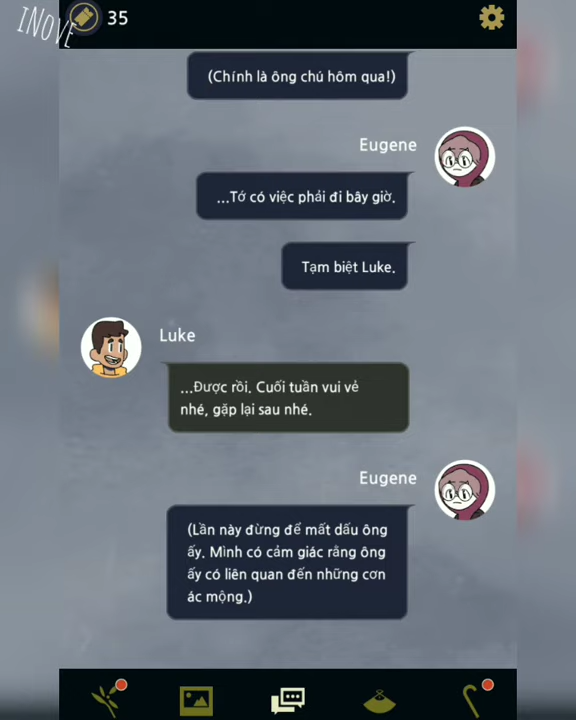 INOVE
35
(Chính là ông chú hôm qua!)
Eugene
...Tớ có việc phải đi bây giờ.
Tạm biệt Luke.
Luke
...Được rồi. Cuối tuần vui vẻ
nhé, gặp lại sau nhé.
Eugene
(Lần này đừng để mất dấu ông
ấy. Mình có cảm giác rằng ông
ấy có liên quan đến những cơn
ác mộng.)